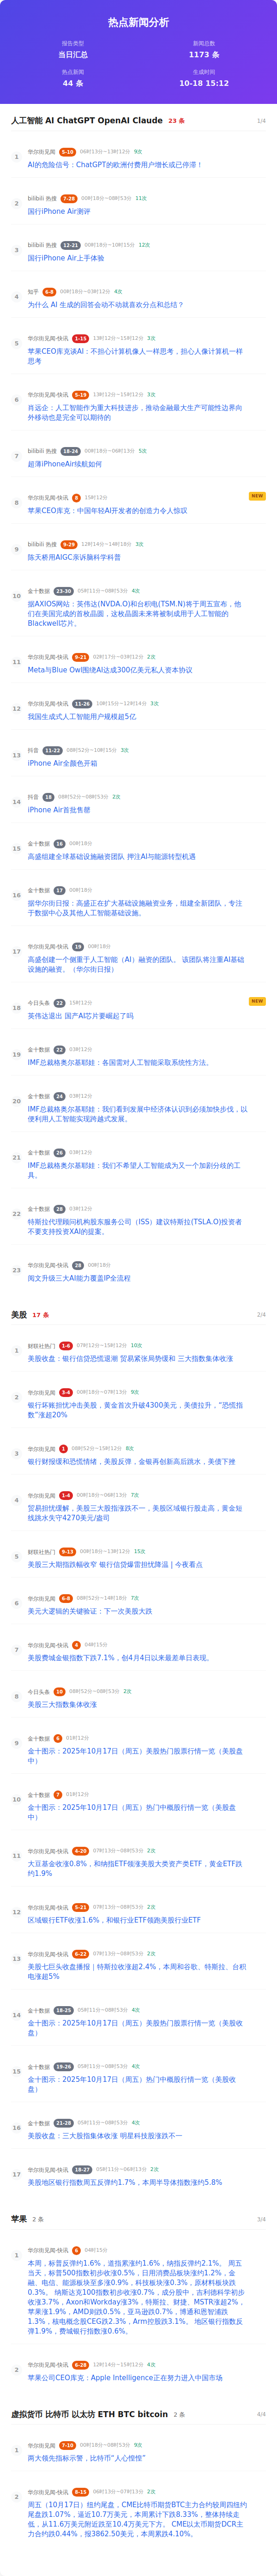 热点新闻分析
报告类型
新闻总数
当日汇总
1173 条
热点新闻
生成时间
44 条
10-18 15:12
人工智能 AI ChatGPT OpenAI Claude 23 条 1/4
1
华尔街见闻 5-10 06时13分~13时12分 9次
AI的危险信号：ChatGPT的欧洲付费用户增长或已停滞！
2
bilibili 热搜 7-28 00时18分~08时53分 11次
国行iPhone Air测评
3
bilibili 热搜 12-21 00时18分~10时15分 12次
国行iPhone Air上手体验
4
知乎 6-8 00时18分~03时12分 4次
为什么 AI 生成的回答会动不动就喜欢分点和总结？
5
华尔街见闻-快讯 1-15 13时12分~15时12分 3次
苹果CEO库克谈AI：不担心计算机像人一样思考，担心人像计算机一样
思考
6
华尔街见闻-快讯 5-19 13时12分~15时12分 3次
肖远企：人工智能作为重大科技进步，推动金融最大生产可能性边界向
外移动也是完全可以期待的
7
bilibili 热搜 18-24 00时18分~06时13分 5次
超薄iPhoneAir续航如何
8
华尔街见闻-快讯 8 15时12分
NEW
苹果CEO库克：中国年轻AI开发者的创造力令人惊叹
9
bilibili 热搜 9-29 12时14分~14时18分 3次
陈天桥用AIGC亲诉脑科学科普
10
金十数据 23-30 05时11分~08时53分 4次
据AXIOS网站：英伟达(NVDA.O)和台积电(TSM.N)将于周五宣布，他
们在美国完成的首枚晶圆，这枚晶圆未来将被制成用于人工智能的
Blackwell芯片。
11
华尔街见闻-快讯 9-21 02时17分~03时12分 2次
Meta与Blue Owl围绕AI达成300亿美元私人资本协议
12
华尔街见闻-快讯 11-26 10时15分~12时14分 3次
我国生成式人工智能用户规模超5亿
13
抖音 11-22 08时52分~10时15分 3次
iPhone Air全颜色开箱
14
抖音 18 08时52分~08时53分 2次
iPhone Air首批售罄
15
金十数据 16 00时18分
高盛组建全球基础设施融资团队 押注AI与能源转型机遇
16
金十数据 17 00时18分
据华尔街日报：高盛正在扩大基础设施融资业务，组建全新团队，专注
于数据中心及其他人工智能基础设施。
17
华尔街见闻-快讯 19 00时18分
高盛创建一个侧重于人工智能（AI）融资的团队。 该团队将注重AI基础
设施的融资。（华尔街日报）
18
今日头条 22 15时12分
NEW
英伟达退出 国产AI芯片要崛起了吗
19
金十数据 22 03时12分
IMF总裁格奥尔基耶娃：各国需对人工智能采取系统性方法。
20
金十数据 24 03时12分
IMF总裁格奥尔基耶娃：我们看到发展中经济体认识到必须加快步伐，以
便利用人工智能实现跨越式发展。
21
金十数据 26 03时12分
IMF总裁格奥尔基耶娃：我们不希望人工智能成为又一个加剧分歧的工
具。
22
金十数据 28 03时12分
特斯拉代理顾问机构股东服务公司（ISS）建议特斯拉(TSLA.O)投资者
不要支持投资XAI的提案。
23
华尔街见闻-快讯 28 00时18分
阅文升级三大AI能力覆盖IP全流程
美股 17 条 2/4
1
财联社热门 1-6 07时12分~15时12分 10次
美股收盘：银行信贷恐慌退潮 贸易紧张局势缓和 三大指数集体收涨
2
华尔街见闻 3-4 00时18分~07时13分 9次
银行坏账担忧冲击美股，黄金首次升破4300美元，美债拉升，“恐慌指
数”涨超20%
3
华尔街见闻 1 08时52分~15时12分 8次
银行财报缓和恐慌情绪，美股反弹，金银再创新高后跳水，美债下挫
4
华尔街见闻 1-4 00时18分~06时13分 7次
贸易担忧缓解，美股三大股指涨跌不一，美股区域银行股走高，黄金短
线跳水失守4270美元/盎司
5
财联社热门 9-13 00时18分~13时12分 15次
美股三大期指跌幅收窄 银行信贷爆雷担忧降温丨今夜看点
6
华尔街见闻 6-8 08时52分~14时18分 7次
美元大逻辑的关键验证：下一次美股大跌
7
华尔街见闻-快讯 4 04时15分
美股费城金银指数下跌7.1%，创4月4日以来最差单日表现。
8
今日头条 10 08时52分~08时53分 2次
美股三大指数集体收涨
9
金十数据 6 01时12分
金十图示：2025年10月17日（周五）美股热门股票行情一览（美股盘
中）
10
金十数据 7 01时12分
金十图示：2025年10月17日（周五）热门中概股行情一览（美股盘
中）
11
华尔街见闻-快讯 4-20 07时13分~08时53分 2次
大豆基金收涨0.8%，和纳指ETF领涨美股大类资产类ETF，黄金ETF跌
约1.9%
12
华尔街见闻-快讯 5-21 07时13分~08时53分 2次
区域银行ETF收涨1.6%，和银行业ETF领跑美股行业ETF
13
华尔街见闻-快讯 6-22 07时13分~08时53分 2次
美股七巨头收盘播报｜特斯拉收涨超2.4%，本周和谷歌、特斯拉、台积
电涨超5%
14
金十数据 18-25 05时11分~08时53分 4次
金十图示：2025年10月17日（周五）美股热门股票行情一览（美股收
盘）
15
金十数据 19-26 05时11分~08时53分 4次
金十图示：2025年10月17日（周五）热门中概股行情一览（美股收
盘）
16
金十数据 21-28 05时11分~08时53分 4次
美股收盘：三大股指集体收涨 明星科技股涨跌不一
17
华尔街见闻-快讯 18-27 05时11分~06时13分 2次
美股地区银行指数周五反弹约1.7%，本周半导体指数涨约5.8%
苹果 2 条 3/4
1
华尔街见闻-快讯 6 04时15分
本周，标普反弹约1.6%，道指累涨约1.6%，纳指反弹约2.1%。 周五
当天，标普500指数初步收涨0.5%，日用消费品板块涨约1.2%，金
融、电信、能源板块至多涨0.9%，科技板块涨0.3%，原材料板块跌
0.3%。 纳斯达克100指数初步收涨0.7%，成分股中，吉利德科学初步
收涨3.7%，Axon和Workday涨3%，特斯拉、财捷、MSTR涨超2%，
苹果涨1.9%，AMD则跌0.5%，亚马逊跌0.7%，博通和恩智浦跌
1.3%，核电概念股CEG跌2.3%，Arm控股跌3.1%。 地区银行指数反
弹1.9%，费城银行指数涨0.6%。
2
华尔街见闻-快讯 6-28 12时14分~15时12分 4次
苹果公司CEO库克：Apple Intelligence正在努力进入中国市场
虚拟货币 比特币 以太坊 ETH BTC bitcoin 2 条 4/4
1
华尔街见闻 7-10 00时18分~08时53分 9次
两大领先指标示警，比特币“人心惶惶”
2
华尔街见闻-快讯 6-15 06时13分~07时13分 2次
周五（10月17日）纽约尾盘，CME比特币期货BTC主力合约较周四纽约
尾盘跌1.07%，逼近10.7万美元，本周累计下跌8.33%，整体持续走
低，从11.6万美元附近跌至10.4万美元下方。 CME以太币期货DCR主
力合约跌0.44%，报3862.50美元，本周累跌4.10%。